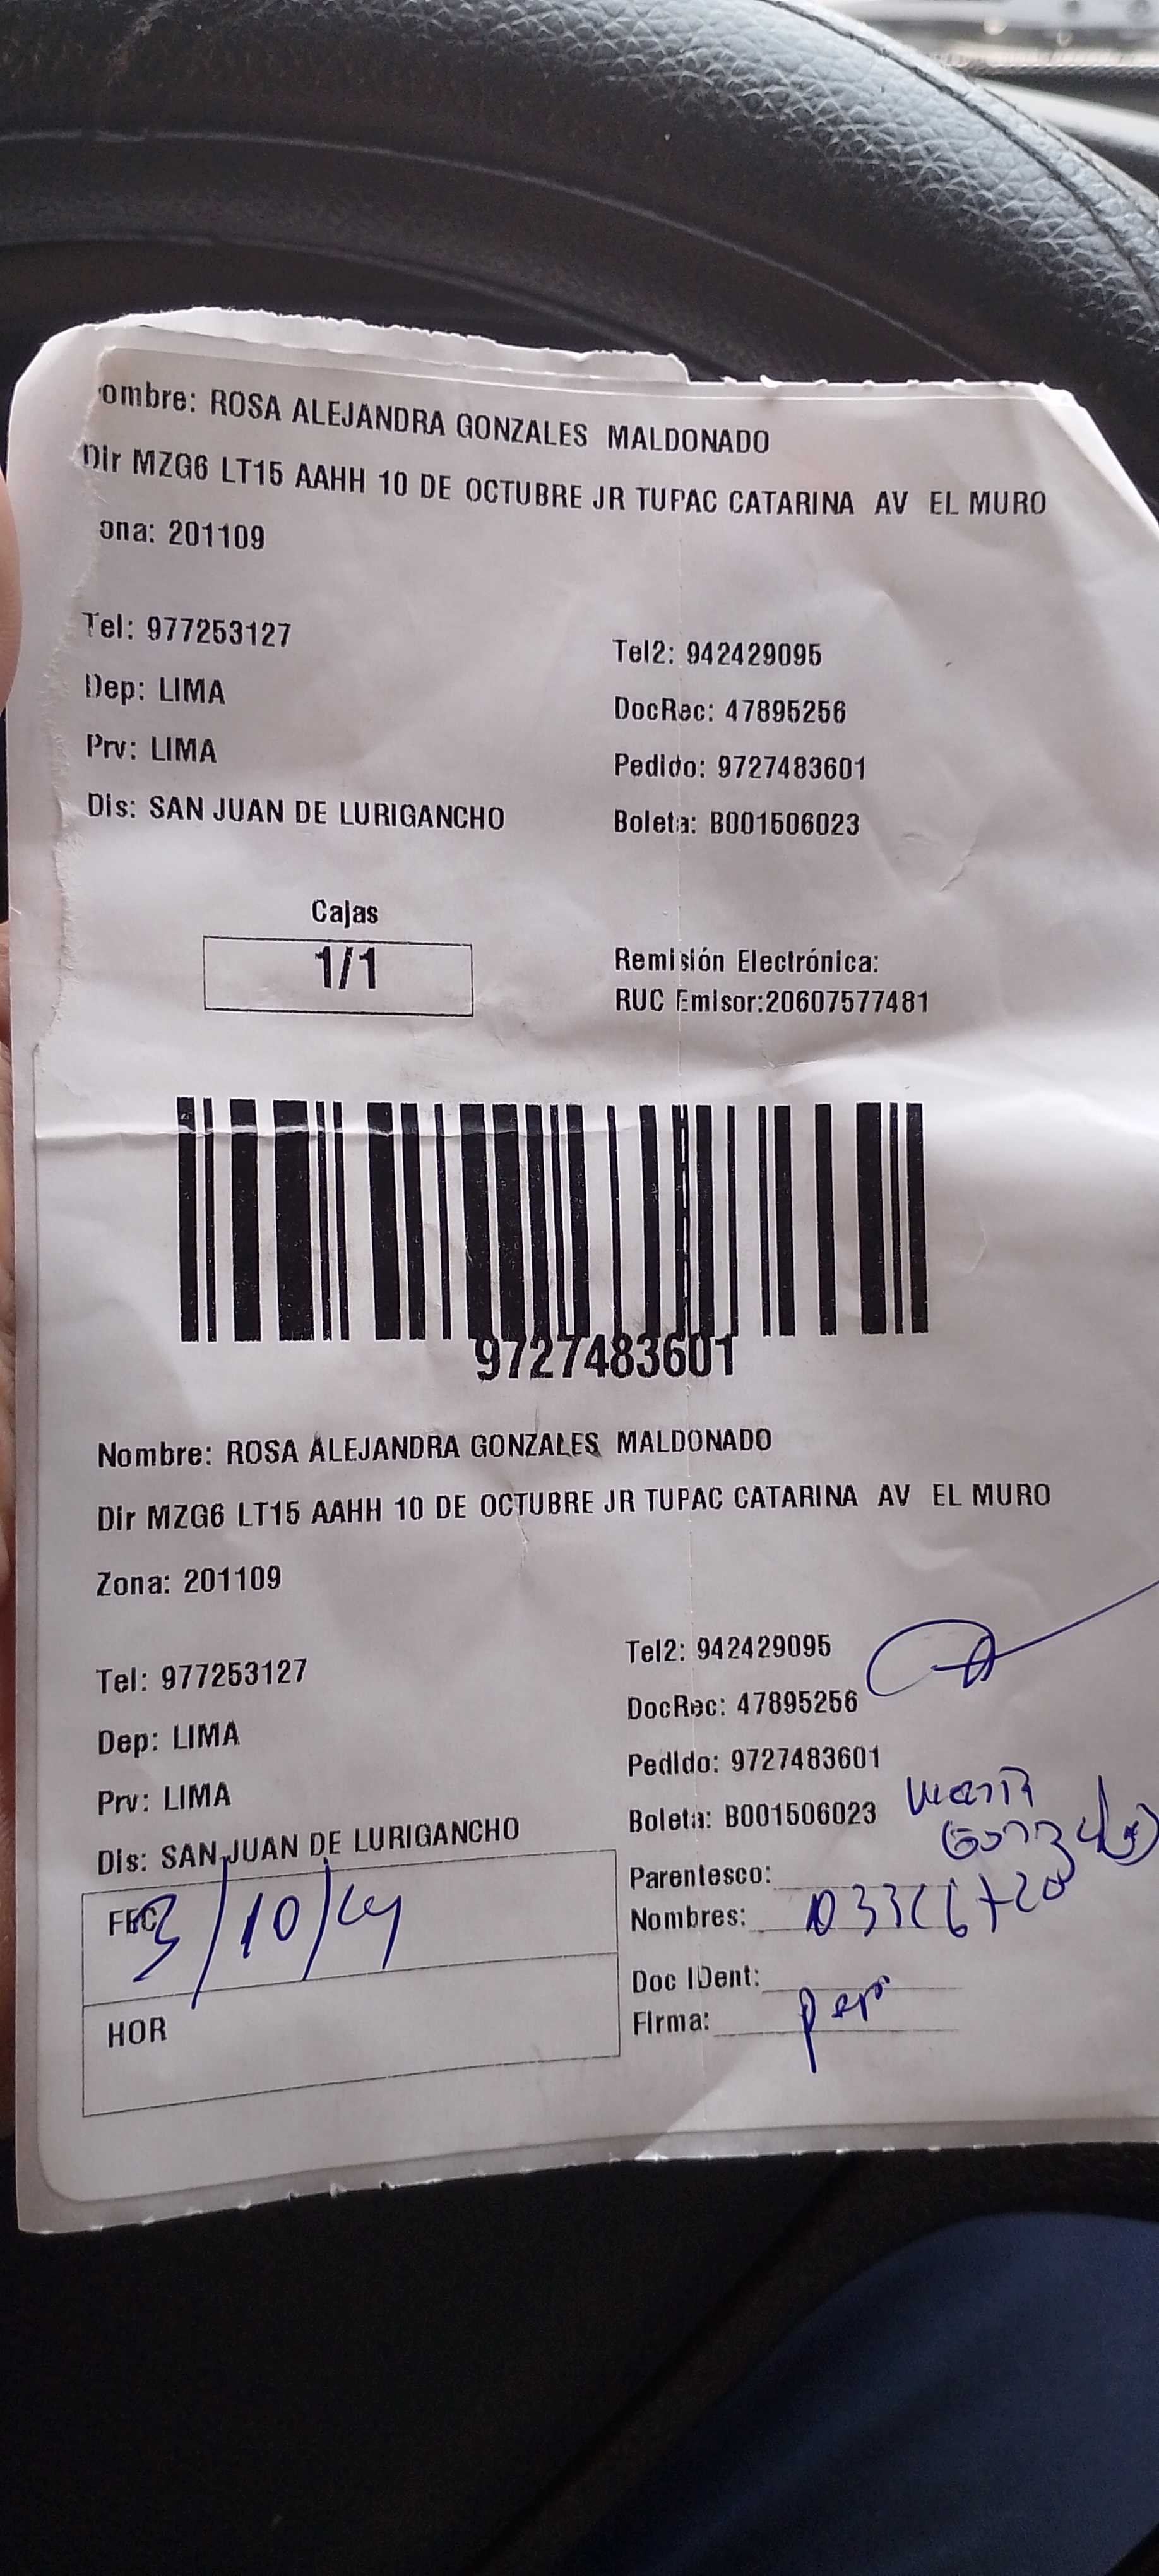 ombre: ROSA ALEJANDRA GONZALES MALDONADO
Dir MZG6 LT15 AAHH 10 DE OCTUBRE JR TUPAC CATARINA AV EL MURO
ona: 201109
Tel: 977253127
Tel2: 942429095
Dep: LIMA
DocRec: 47895256
Prv: LIMA
Pedido: 9727483601
Dis: SAN JUAN DE LURIGANCHO
Boleta: B001506023
Cajas
1/1
Remisión Electrónica:
RUC Emisor:20607577481
9727483601
Nombre: ROSA ALEJANDRA GONZALES MALDONADO
Dir MZG6 LT15 AAHH 10 DE OCTUBRE JR TUPAC CATARINA AV EL MURO
Zona: 201109
Tel: 977253127
Tel2: 942429095
Dep: LIMA
DocRec: 47895256
Prv: LIMA
Pedido: 9727483601
Dis: SAN JUAN DE LURIGANCHO
Boleta: B001506023
Parentesco:
FEC
Nombres:
Doc IDent:
HOR
Firma: